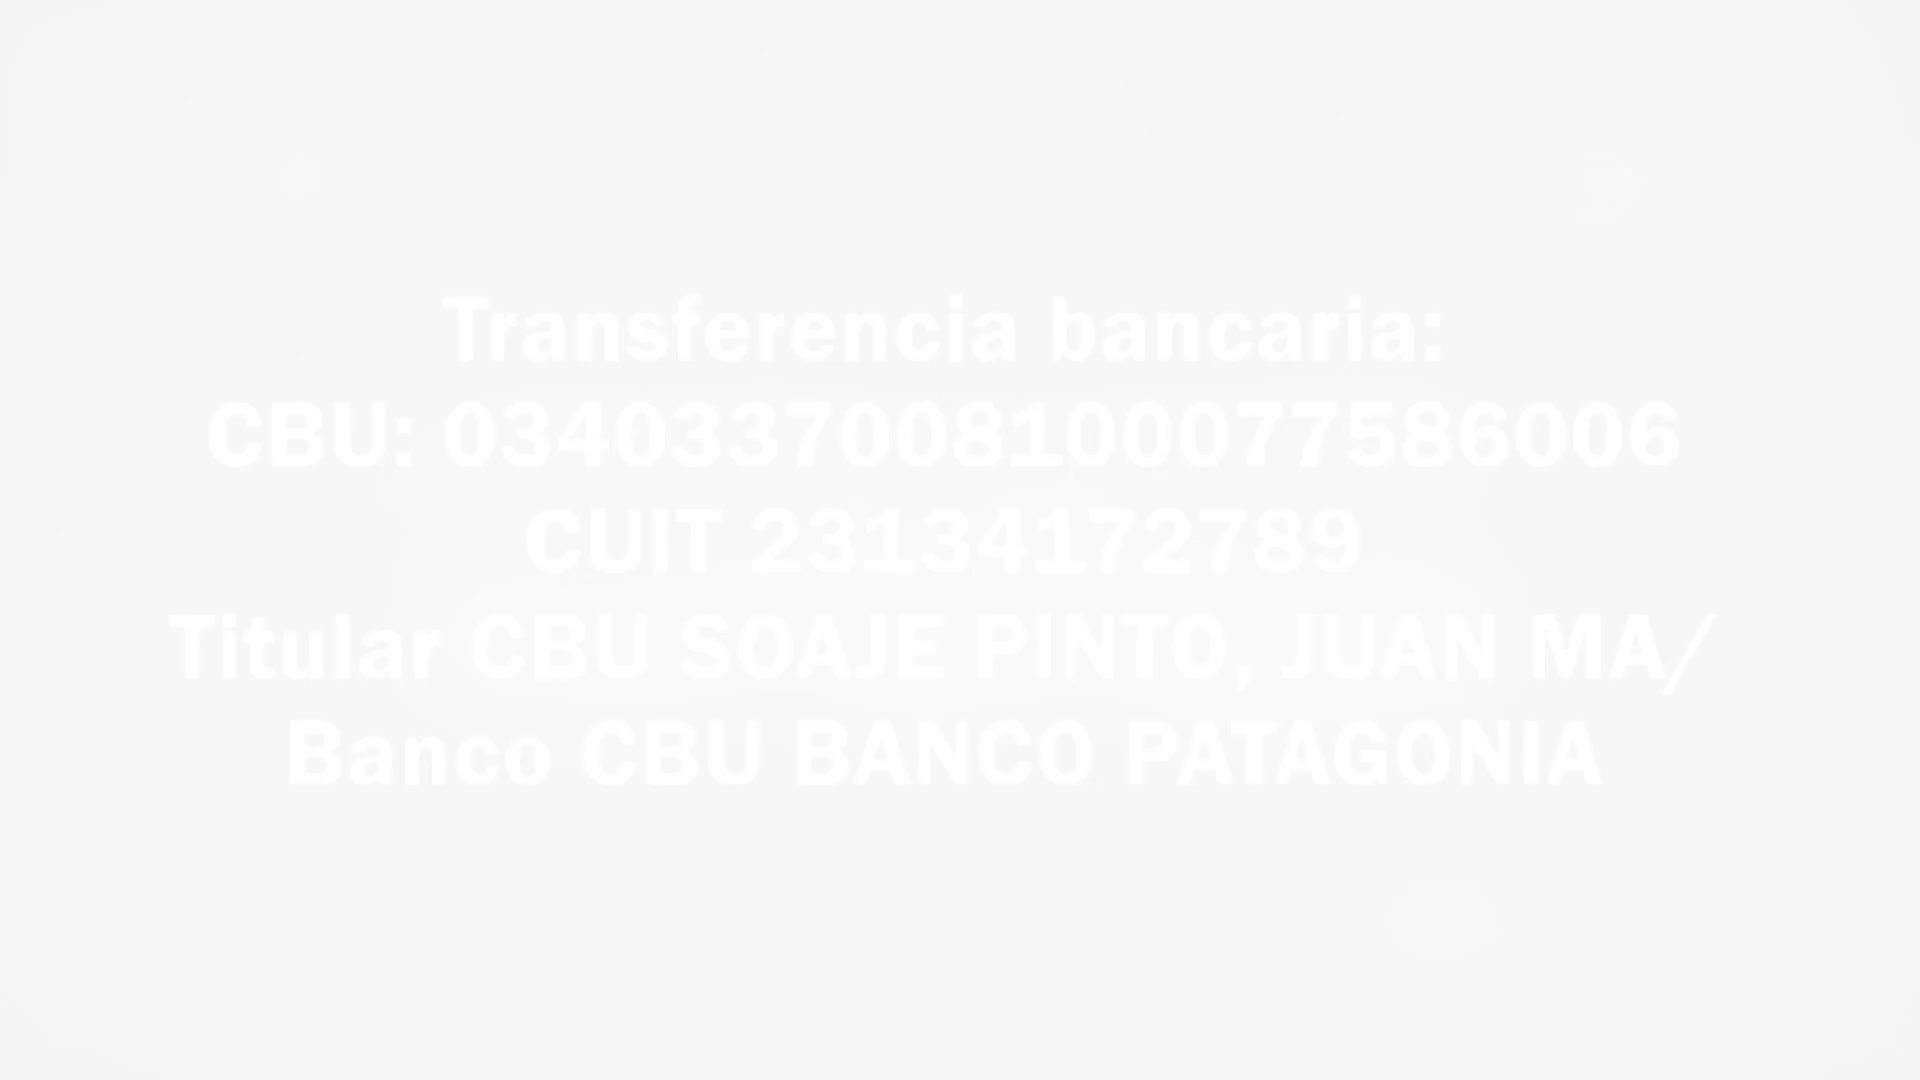 Transferencia bancaria:
CBU: 0340337008100077586006
CUIT 23134172789
Titular CBU SOAJE PINTO, JUAN MA/
Banco CBU BANCO PATAGONIA